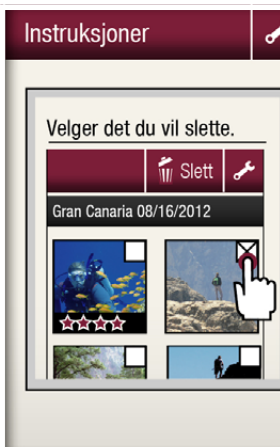 Instruksjoner
Velger det du vil slette.
Slett
Gran Canaria 08/16/2012